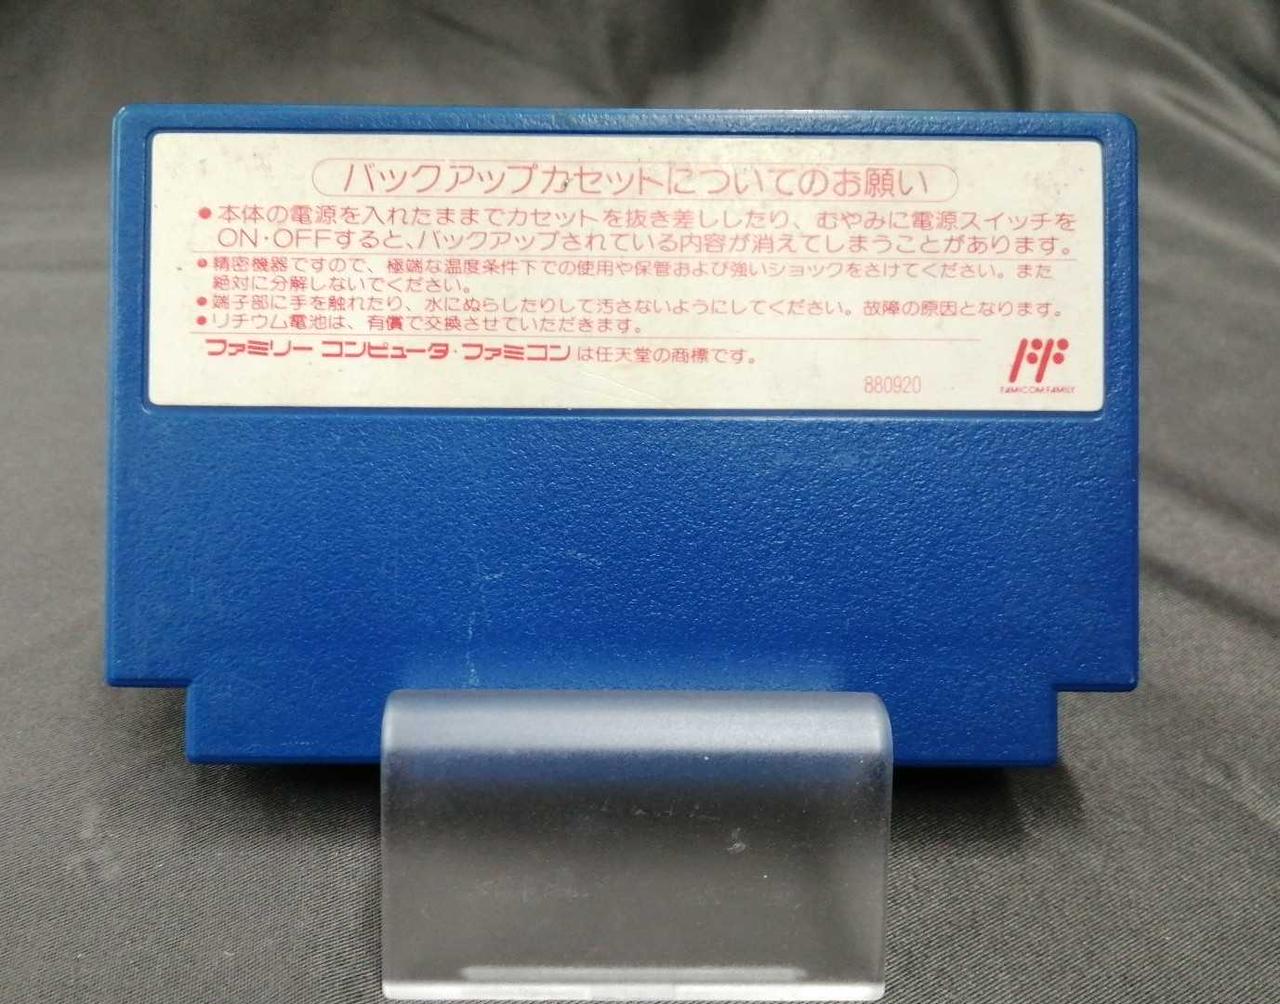 バックアップカセットについてのお願い
●本体の電源を入れたままでカセットを抜き差ししたり、むやみに電源スイッチを
ON・OFFすると、バックアップされている内容が消えてしまうことがあります。
●精密機器ですので、極端な温度条件下での使用や保管および強いショックをさけてください。また
絶対に分解しないでください。
●端子部に手を触れたり、水にぬらしたりして汚さないようにしてください。故障の原因となります。
●リチウム電池は、有償で交換させていただきます。
ファミリー コンピュータ・ファミコンは任天堂の商標です。
880920
FAMICOM FAMILY